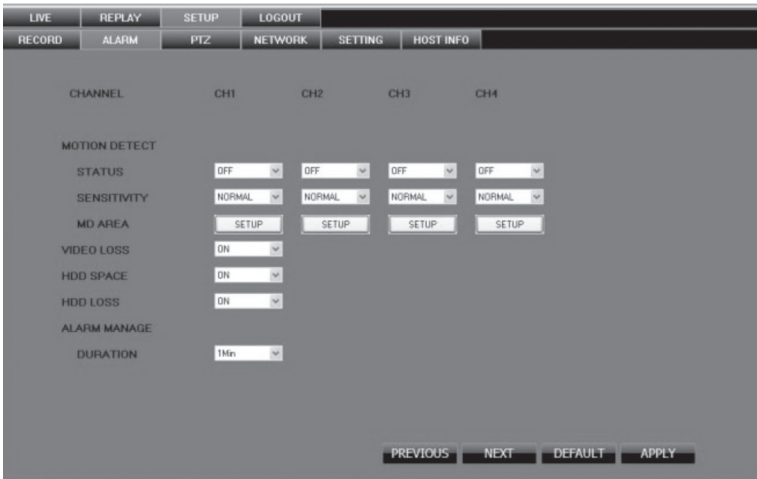 LIVE REPLAY SETUP LOGOUT
RECORD ALARM PTZ NETWORK SETTING HOST INFO
CHANNEL CH1 CH2 CH3 CH4
MOTION DETECT
STATUS OFF OFF OFF OFF
SENSITIVITY NORMAL NORMAL NORMAL NORMAL
MD AREA SETUP SETUP SETUP SETUP
VIDEO LOSS ON
HDD SPACE ON
HDD LOSS ON
ALARM MANAGE
DURATION 1Min
PREVIOUS NEXT DEFAULT APPLY